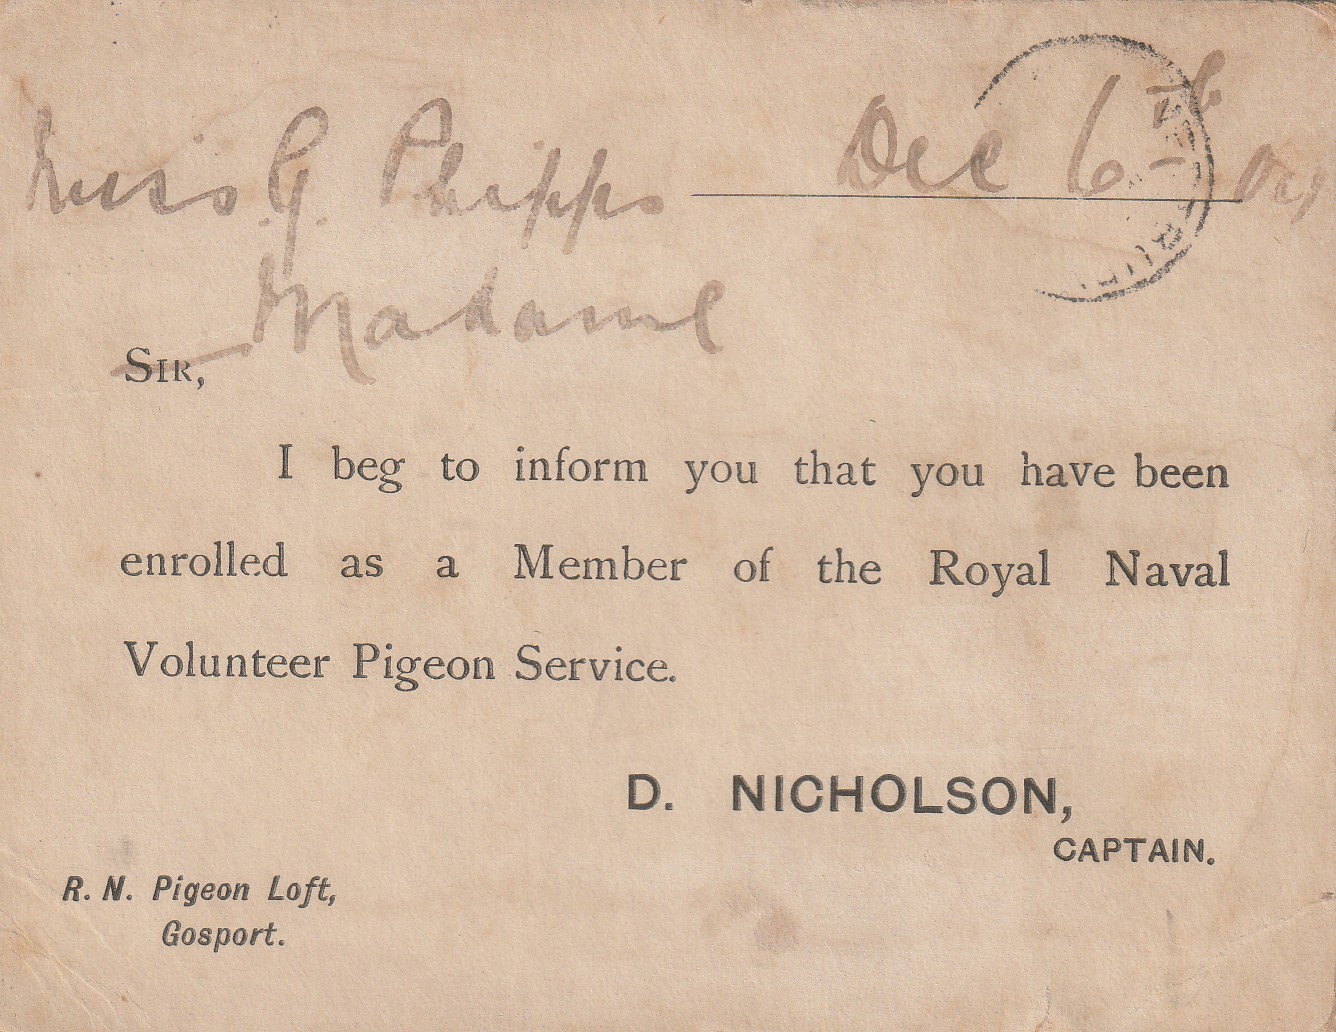 Miss G. Phipps Dec 6th
Madame
SIR,
I beg to inform you that you have been
enrolled as a Member of the Royal Naval
Volunteer Pigeon Service.
D. NICHOLSON,
CAPTAIN.
R. N. Pigeon Loft,
Gosport.